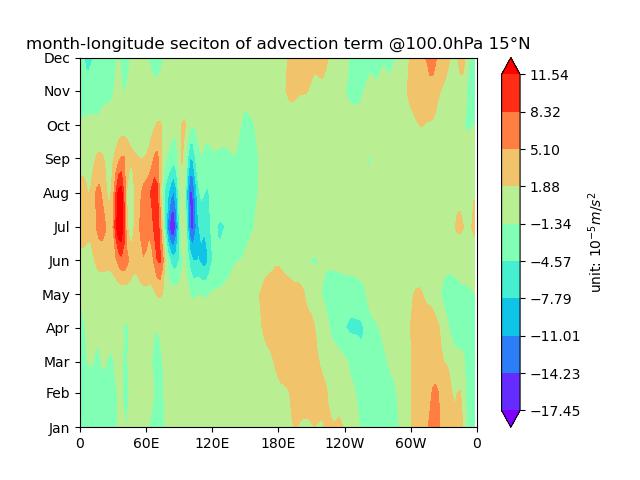 month-longitude seciton of advection term @100.0hPa 15°N
Dec
Nov
Oct
Sep
Aug
Jul
Jun
May
Apr
Mar
Feb
Jan
0 60E 120E 180E 120W 60W 0
11.54
8.32
5.10
1.88
−1.34
−4.57
−7.79
−11.01
−14.23
−17.45
unit: 10⁻⁵m/s²